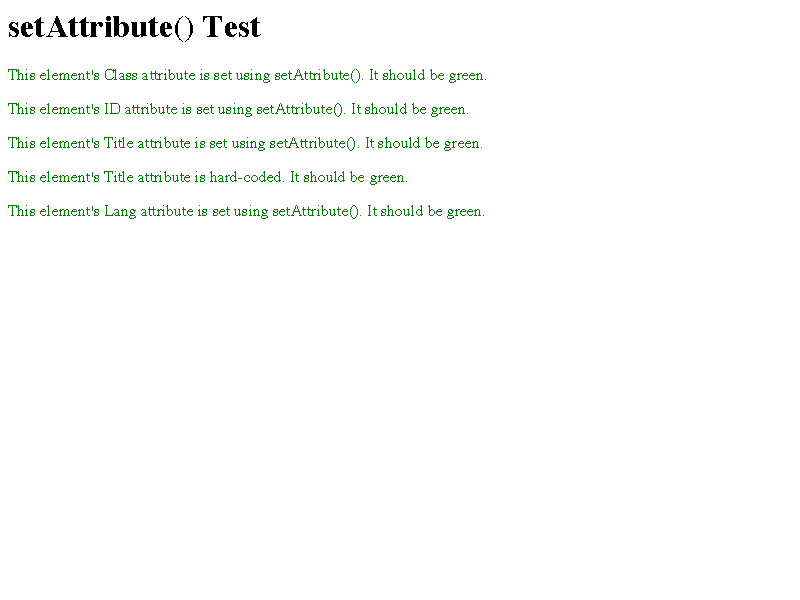 setAttribute() Test
This element's Class attribute is set using setAttribute(). It should be green.
This element's ID attribute is set using setAttribute(). It should be green.
This element's Title attribute is set using setAttribute(). It should be green.
This element's Title attribute is hard-coded. It should be green.
This element's Lang attribute is set using setAttribute(). It should be green.